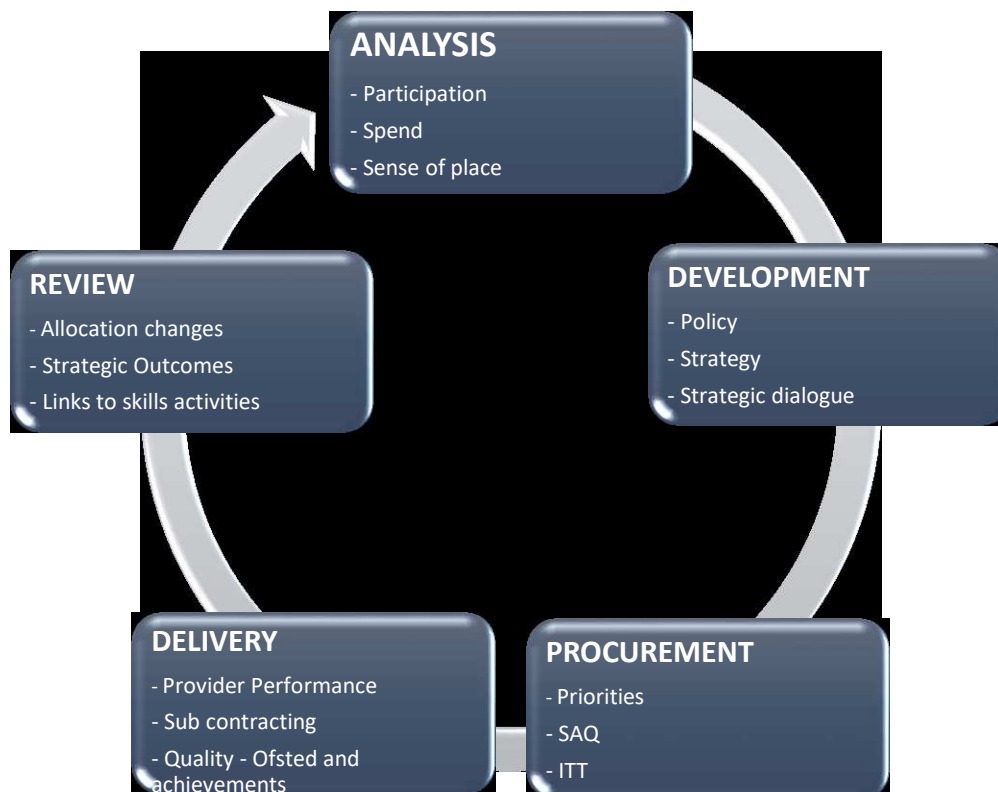 ANALYSIS
- Participation
- Spend
- Sense of place
DEVELOPMENT
- Policy
- Strategy
- Strategic dialogue
PROCUREMENT
- Priorities
- SAQ
- ITT
DELIVERY
- Provider Performance
- Sub contracting
- Quality - Ofsted and
achievements
REVIEW
- Allocation changes
- Strategic Outcomes
- Links to skills activities